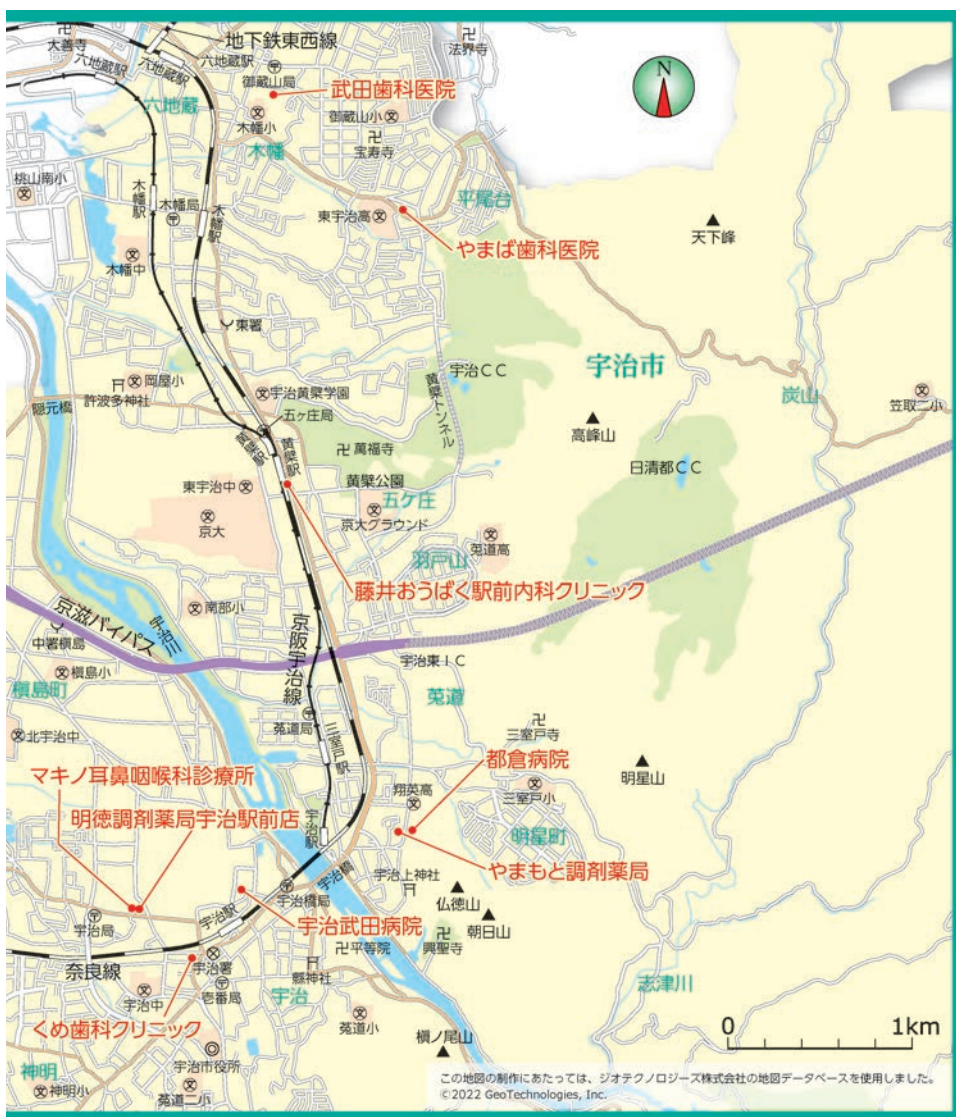 地下鉄東西線
大善寺
六地蔵駅
六地蔵駅
六地蔵駅
法界寺
御蔵山局
武田歯科医院
六地蔵
木幡小
御蔵山小
木幡
宝寿寺
N
桃山南小
木幡駅
木幡局
木幡駅
東宇治高
平尾台
やまば歯科医院
天下峰
木幡中
東署
宇治CC
黄檗トンネル
宇治市
岡屋小
許波多神社
隠元橋
宇治黄檗学園
五ヶ庄局
炭山
笠取二小
高峰山
黄檗駅
黄檗駅
萬福寺
日清都CC
東宇治中
黄檗公園
五ケ庄
京大
京大グラウンド
羽戸山
莵道高
藤井おうばく駅前内科クリニック
南部小
京滋バイパス
宇治川
中署槇島
京阪宇治線
宇治東IC
槇島小
槇島町
莵道
菟道局
三室戸駅
三室戸寺
北宇治中
都倉病院
明星山
マキノ耳鼻咽喉科診療所
翔英高
三室戸小
明徳調剤薬局宇治駅前店
宇治駅
明星町
やまもと調剤薬局
宇治橋
宇治上神社
宇治橋局
仏徳山
宇治局
宇治駅
宇治武田病院
朝日山
平等院
興聖寺
奈良線
宇治署
縣神社
志津川
宇治中
壱番局
宇治
くめ歯科クリニック
菟道小
槇ノ尾山
0 1km
宇治市役所
神明
神明小
菟道二小
この地図の制作にあたっては、ジオテクノロジーズ株式会社の地図データベースを使用しました。
©2022 GeoTechnologies, Inc.